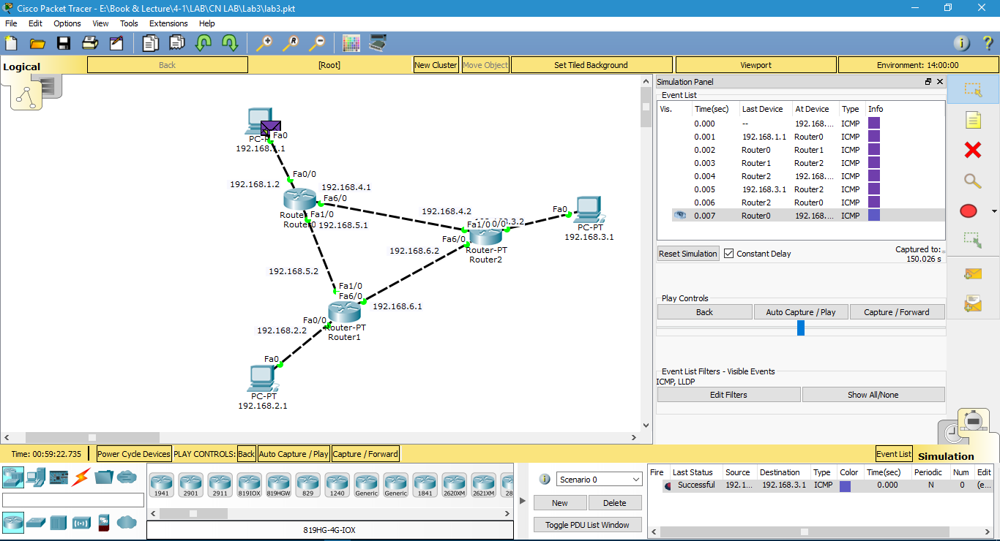 Cisco Packet Tracer - E:\Book & Lecture\4-1\LAB\CN LAB\Lab3\lab3.pkt
File Edit Options View Tools Extensions Help
Logical Back [Root] New Cluster Move Object Set Tiled Background Viewport Environment: 14:00:00
Fa0
192.168.1.1
Fa0/0
192.168.1.2
192.168.4.1
Fa6/0
Fa1/0
Router0
192.168.5.1
192.168.4.2
Fa1/0
Fa6/0
192.168.6.2
Router-PT
Router2
Fa0
PC-PT
192.168.3.1
192.168.5.2
Fa1/0
Fa6/0
192.168.6.1
Fa0/0
192.168.2.2
Router-PT
Router1
Fa0
PC-PT
192.168.2.1
Simulation Panel
Event List
Vis. Time(sec) Last Device At Device Type Info
0.000 -- 192.168.... ICMP
0.001 192.168.1.1 Router0 ICMP
0.002 Router0 Router1 ICMP
0.003 Router1 Router2 ICMP
0.004 Router2 192.168.... ICMP
0.005 192.168.3.1 Router2 ICMP
0.006 Router2 Router0 ICMP
0.007 Router0 192.168.... ICMP
Reset Simulation Constant Delay Captured to:*
150.026 s
Play Controls
Back Auto Capture / Play Capture / Forward
Event List Filters - Visible Events
ICMP, LLDP
Edit Filters Show All/None
Time: 00:59:22.735 Power Cycle Devices PLAY CONTROLS: Back Auto Capture / Play Capture / Forward Event List Simulation
1941 2901 2911 819IOX 819HGW 829 1240 Generic Generic 1841 2620XM 2621XM 28
819HG-4G-IOX
Scenario 0
New Delete
Toggle PDU List Window
Fire Last Status Source Destination Type Color Time(sec) Periodic Num Edit
Successful 192.1... 192.168.3.1 ICMP 0.000 N 0 (e...